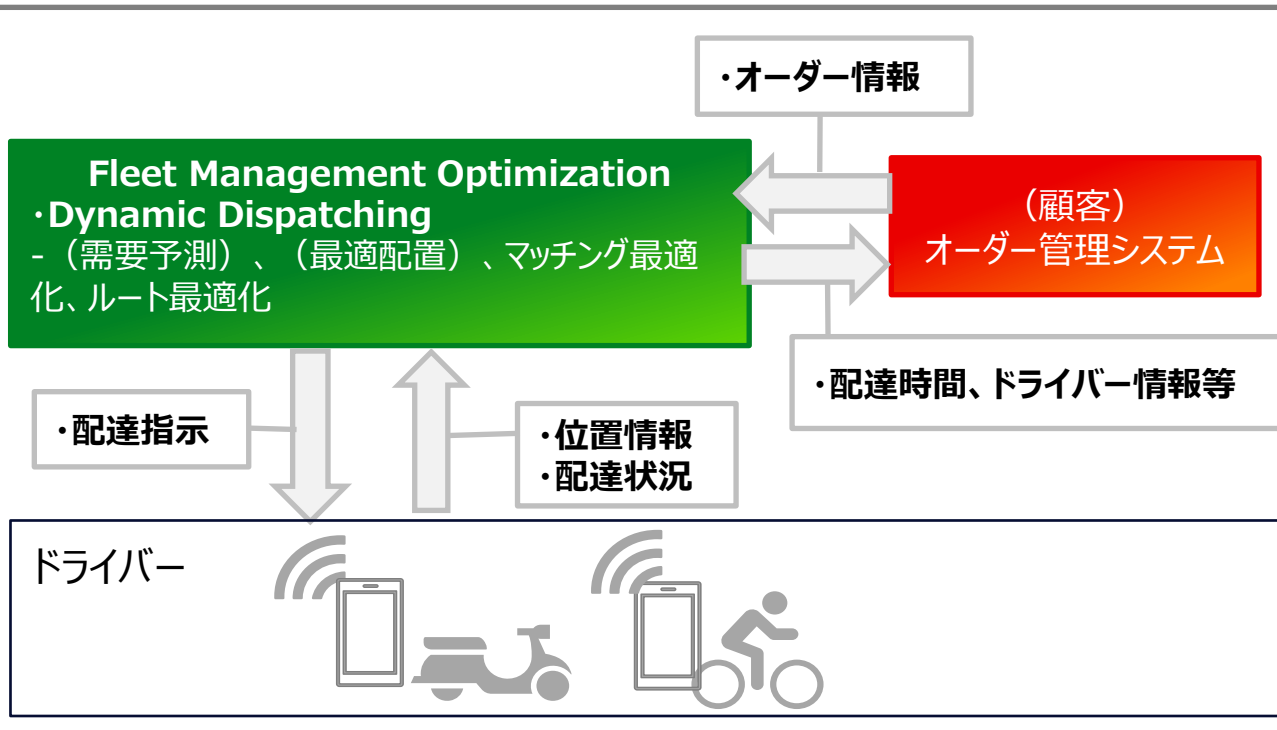 ・オーダー情報
Fleet Management Optimization
・Dynamic Dispatching
-（需要予測）、（最適配置）、マッチング最適
化、ルート最適化
（顧客）
オーダー管理システム
・配達時間、ドライバー情報等
・配達指示
・位置情報
・配達状況
ドライバー